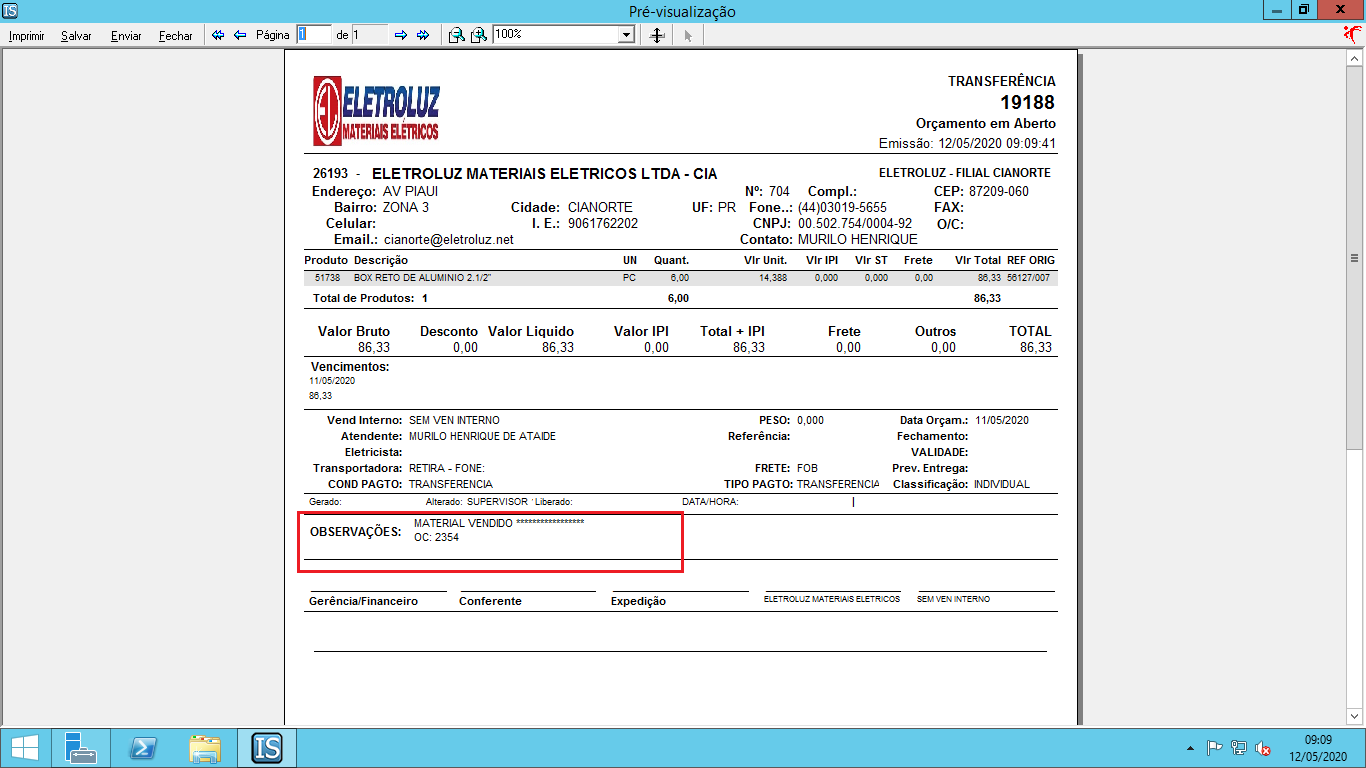 Pré-visualização
Imprimir Salvar Enviar Fechar Página 1 de 1 100%
ELETROLUZ
MATERIAIS ELÉTRICOS
TRANSFERÊNCIA
19188
Orçamento em Aberto
Emissão: 12/05/2020 09:09:41
26193 - ELETROLUZ MATERIAIS ELETRICOS LTDA - CIA ELETROLUZ - FILIAL CIANORTE
Endereço: AV PIAUI Nº: 704 Compl.: CEP: 87209-060
Bairro: ZONA 3 Cidade: CIANORTE UF: PR Fone..: (44)03019-5655 FAX:
Celular: I. E.: 9061762202 CNPJ: 00.502.754/0004-92 O/C:
Email.: cianorte@eletroluz.net Contato: MURILO HENRIQUE
Produto Descrição UN Quant. Vlr Unit. Vlr IPI Vlr ST Frete Vlr Total REF ORIG
51738 BOX RETO DE ALUMINIO 2.1/2" PC 6,00 14,388 0,000 0,000 0,00 86,33 56127/007
Total de Produtos: 1 6,00 86,33
Valor Bruto Desconto Valor Liquido Valor IPI Total + IPI Frete Outros TOTAL
86,33 0,00 86,33 0,00 86,33 0,00 0,00 86,33
Vencimentos:
11/05/2020
86,33
Vend Interno: SEM VEN INTERNO PESO: 0,000 Data Orçam.: 11/05/2020
Atendente: MURILO HENRIQUE DE ATAIDE Referência: Fechamento:
Eletricista: VALIDADE:
Transportadora: RETIRA - FONE: FRETE: FOB Prev. Entrega:
COND PAGTO: TRANSFERENCIA TIPO PAGTO: TRANSFERENCIA Classificação: INDIVIDUAL
Gerado: Alterado: SUPERVISOR ' Liberado: DATA/HORA: |
OBSERVAÇÕES: MATERIAL VENDIDO *****************
OC: 2354
Gerência/Financeiro Conferente Expedição ELETROLUZ MATERIAIS ELETRICOS SEM VEN INTERNO
IS
09:09
12/05/2020